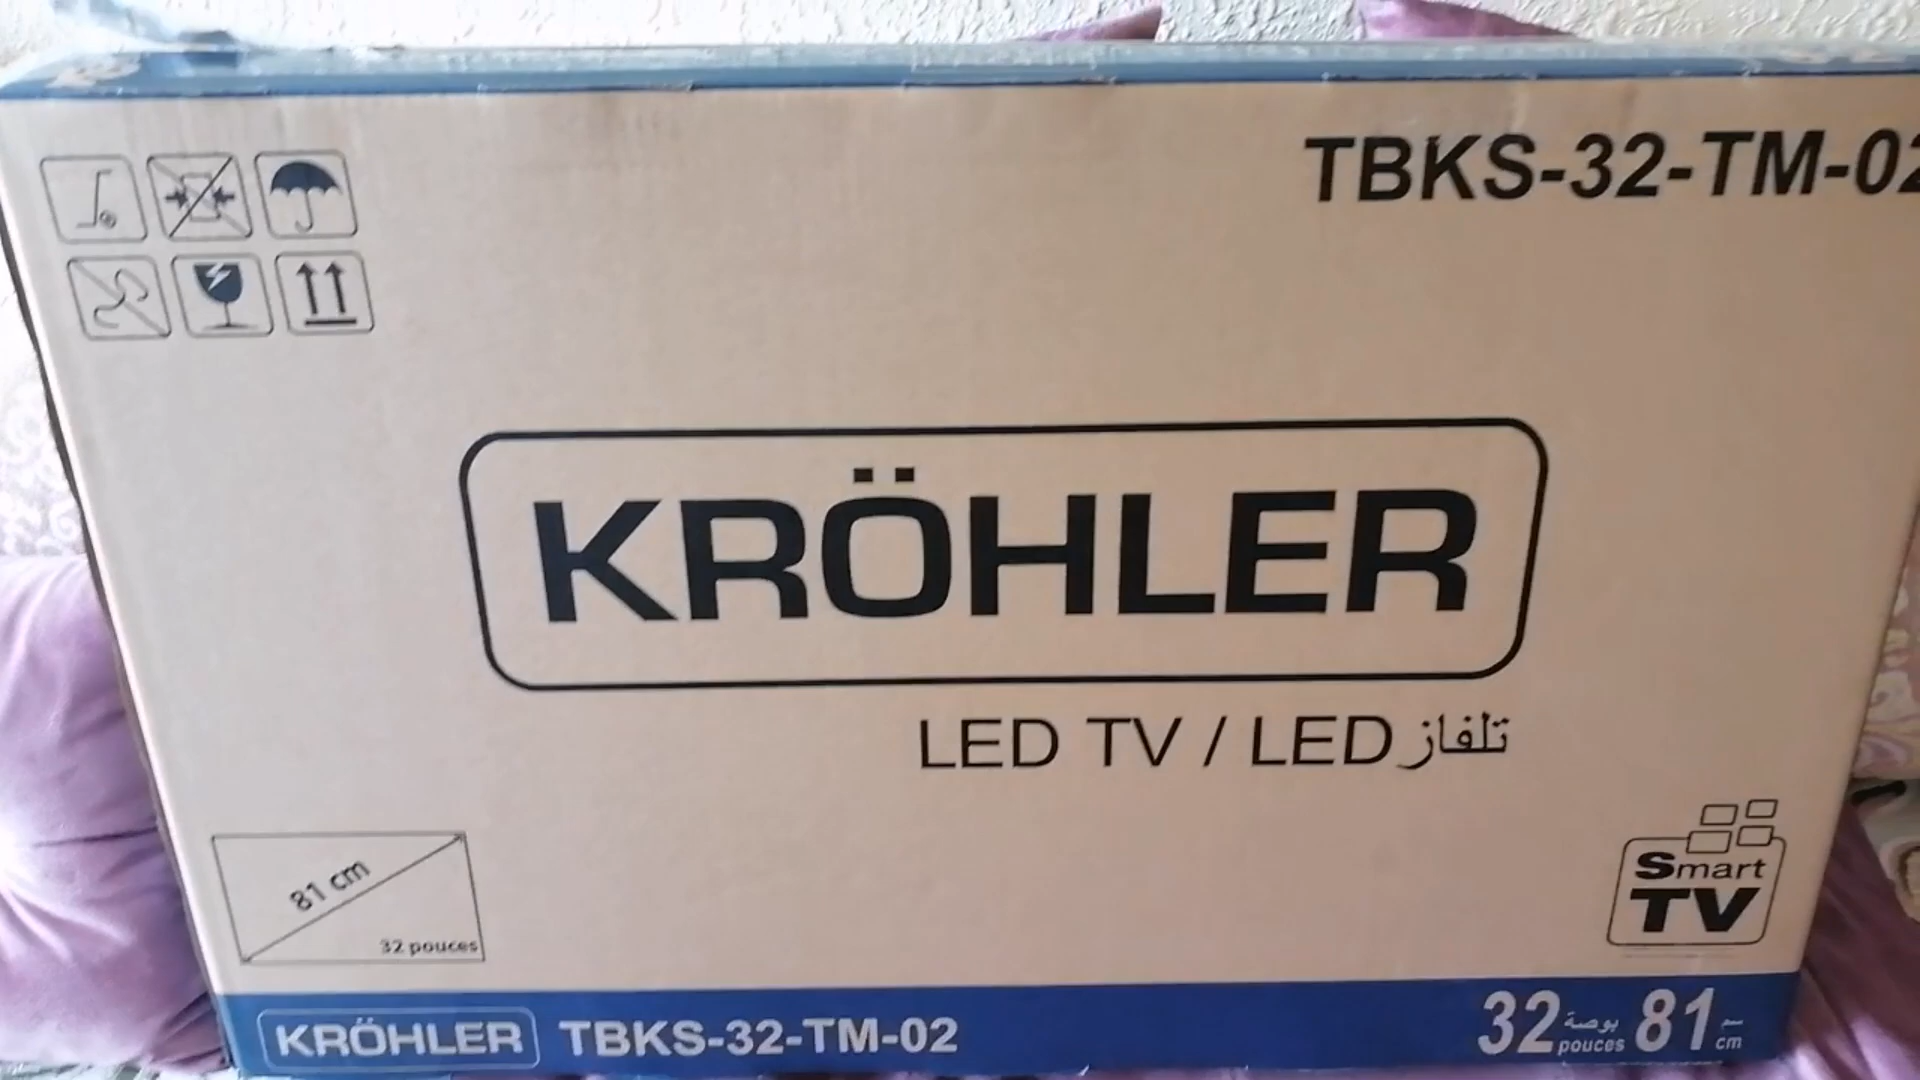 TBKS-32-TM-02
KRÖHLER
LED TV / LED تلفاز
81 cm
32 pouces
Smart
TV
KRÖHLER TBKS-32-TM-02
32 بوصة pouces 81 سم cm